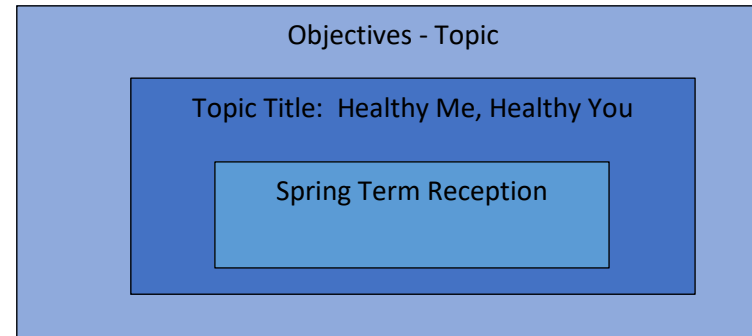 Objectives - Topic
Topic Title:  Healthy Me, Healthy You
Spring Term Reception